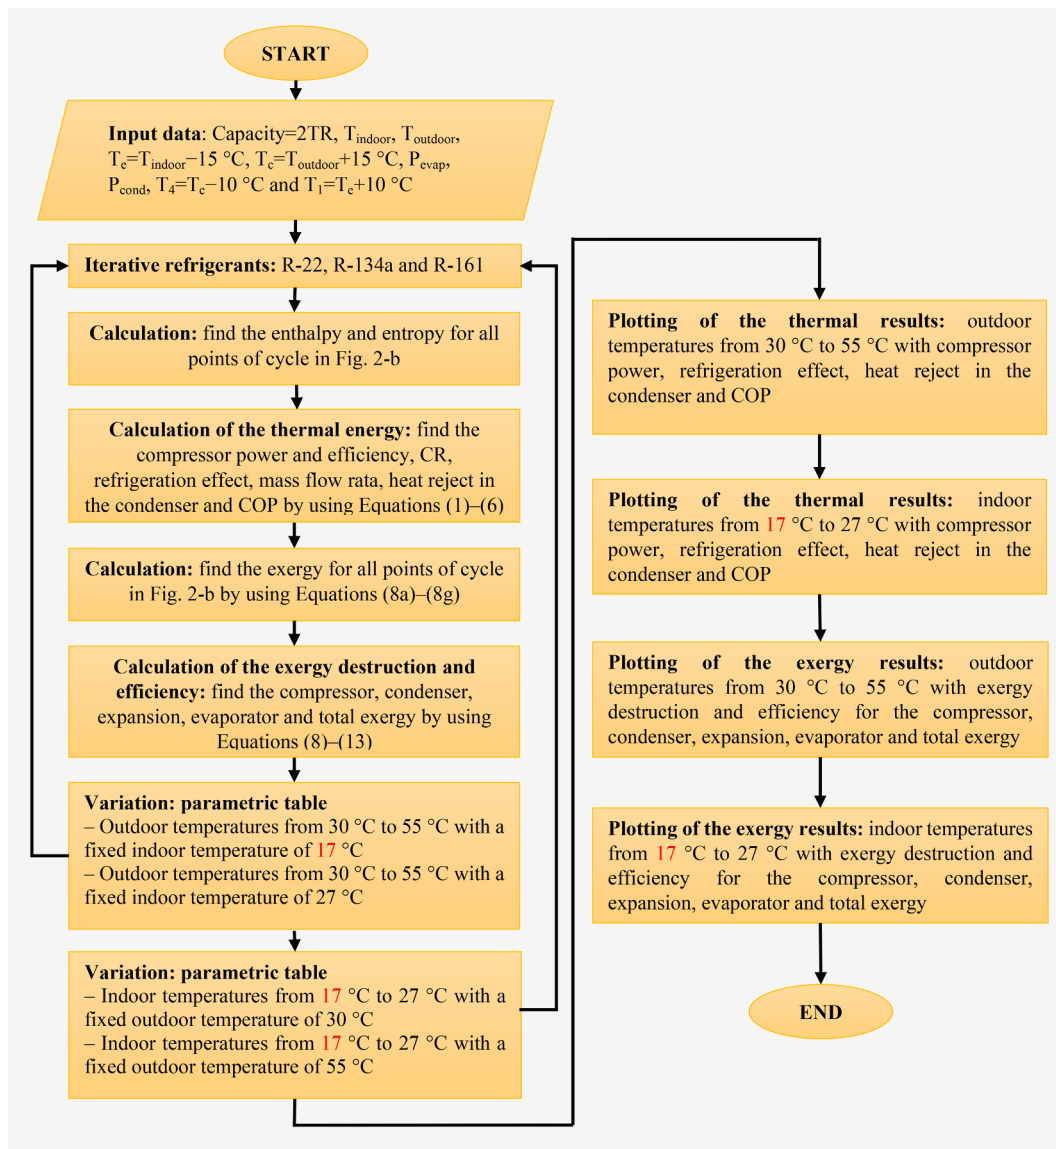 START
Input data: Capacity=2TR, Tindoor, Toutdoor,
Te=Tindoor−15 °C, Tc=Toutdoor+15 °C, Pevap,
Pcond, T4=Tc−10 °C and T1=Te+10 °C
Iterative refrigerants: R-22, R-134a and R-161
Calculation: find the enthalpy and entropy for all
points of cycle in Fig. 2-b
Calculation of the thermal energy: find the
compressor power and efficiency, CR,
refrigeration effect, mass flow rata, heat reject in
the condenser and COP by using Equations (1)–(6)
Calculation: find the exergy for all points of cycle
in Fig. 2-b by using Equations (8a)–(8g)
Calculation of the exergy destruction and
efficiency: find the compressor, condenser,
expansion, evaporator and total exergy by using
Equations (8)–(13)
Variation: parametric table
– Outdoor temperatures from 30 °C to 55 °C with a
fixed indoor temperature of 17 °C
– Outdoor temperatures from 30 °C to 55 °C with a
fixed indoor temperature of 27 °C
Variation: parametric table
– Indoor temperatures from 17 °C to 27 °C with a
fixed outdoor temperature of 30 °C
– Indoor temperatures from 17 °C to 27 °C with a
fixed outdoor temperature of 55 °C
Plotting of the thermal results: outdoor
temperatures from 30 °C to 55 °C with compressor
power, refrigeration effect, heat reject in the
condenser and COP
Plotting of the thermal results: indoor
temperatures from 17 °C to 27 °C with compressor
power, refrigeration effect, heat reject in the
condenser and COP
Plotting of the exergy results: outdoor
temperatures from 30 °C to 55 °C with exergy
destruction and efficiency for the compressor,
condenser, expansion, evaporator and total exergy
Plotting of the exergy results: indoor temperatures
from 17 °C to 27 °C with exergy destruction and
efficiency for the compressor, condenser,
expansion, evaporator and total exergy
END